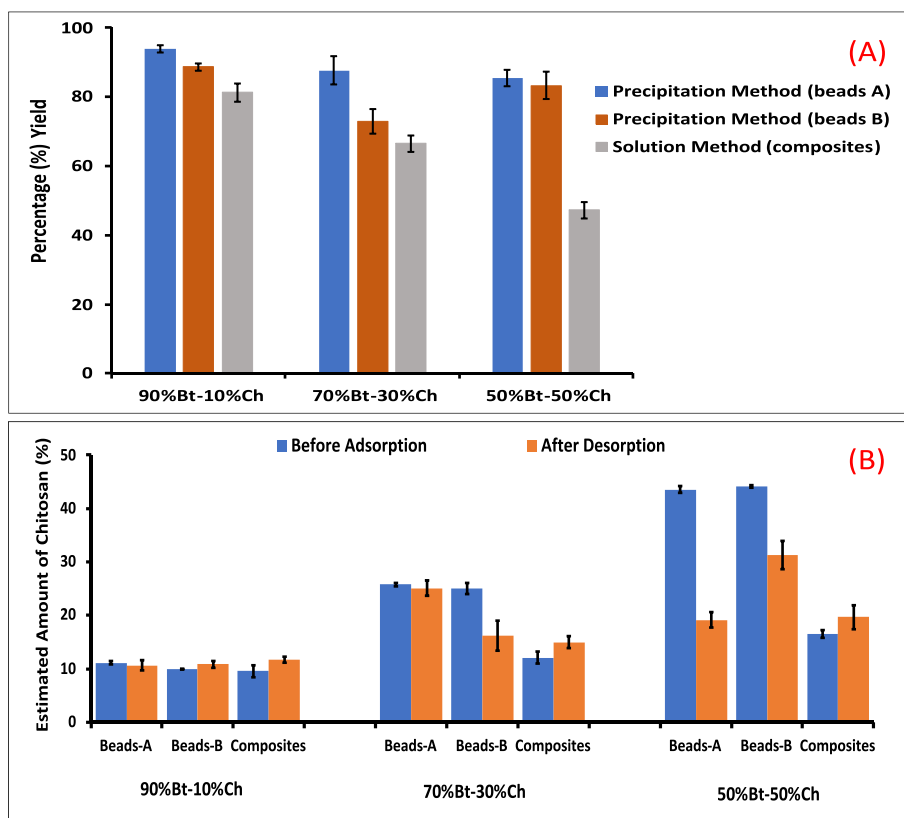 (A)
Percentage (%) Yield
100
80
60
40
20
0
Precipitation Method (beads A)
Precipitation Method (beads B)
Solution Method (composites)
90%Bt-10%Ch 70%Bt-30%Ch 50%Bt-50%Ch
(B)
Before Adsorption After Desorption
Estimated Amount of Chitosan (%)
50
40
30
20
10
0
Beads-A Beads-B Composites Beads-A Beads-B Composites Beads-A Beads-B Composites
90%Bt-10%Ch 70%Bt-30%Ch 50%Bt-50%Ch